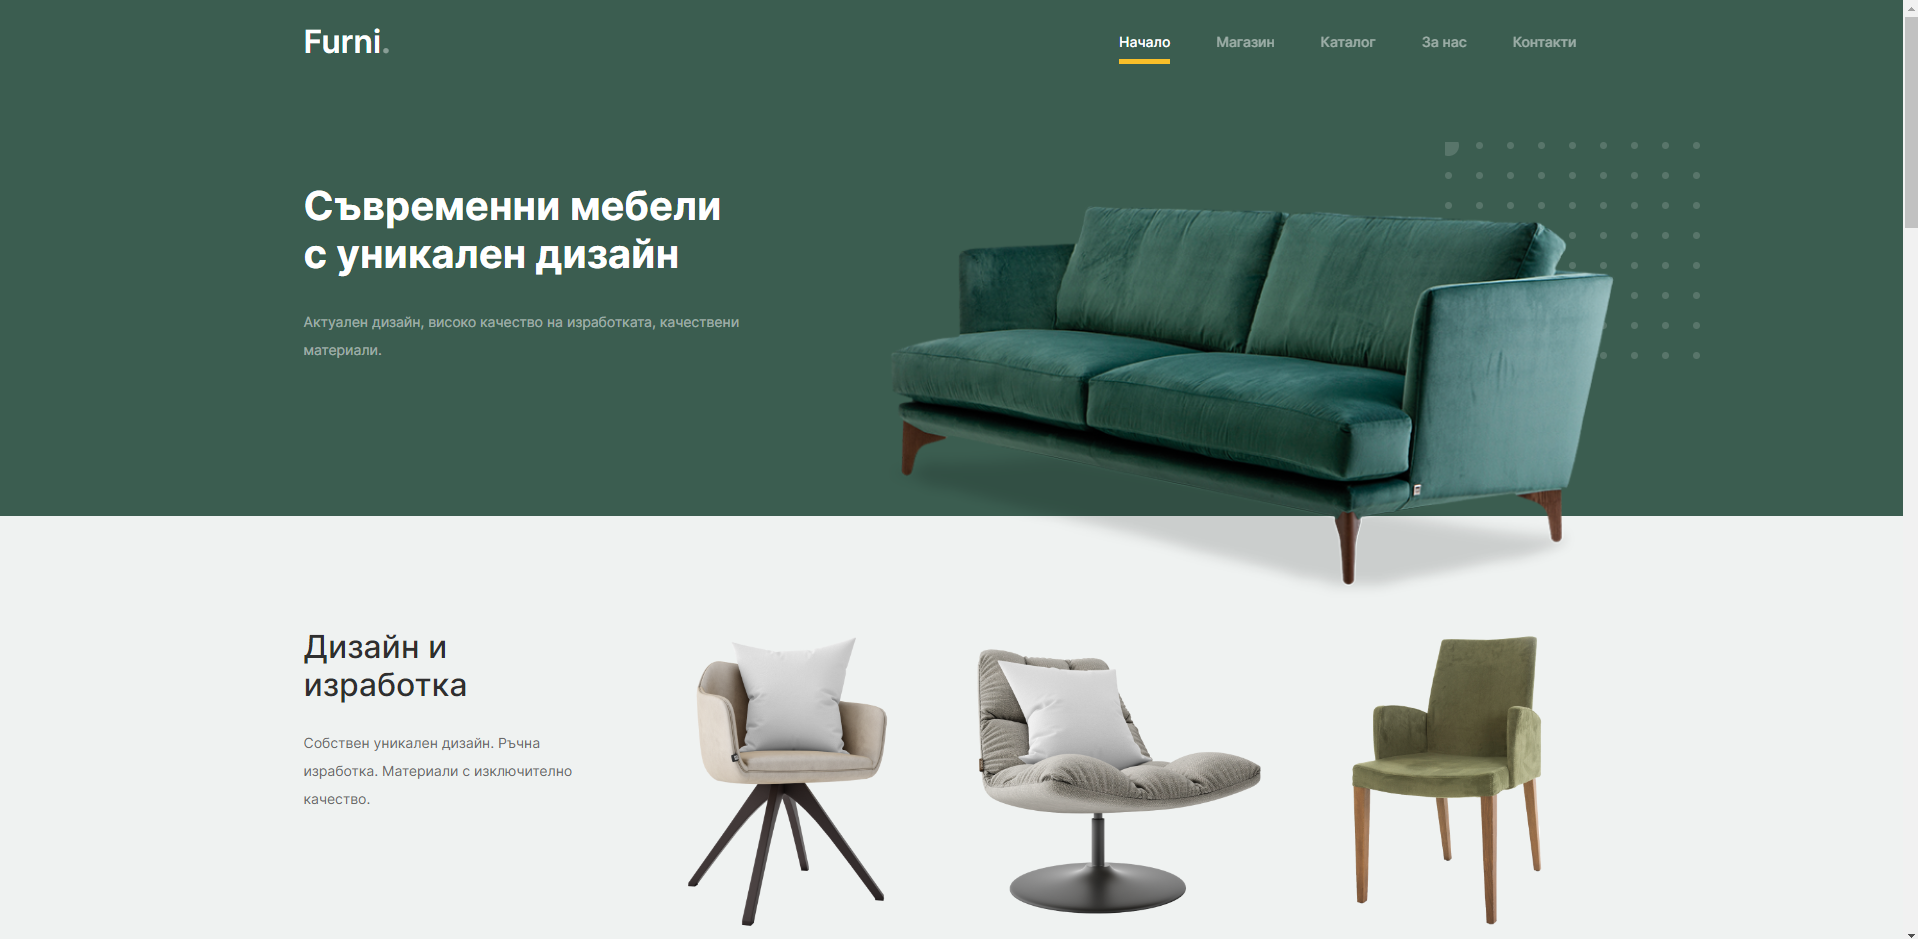 Furni.
Начало
Магазин
Каталог
За нас
Контакти
Съвременни мебели
с уникален дизайн
Актуален дизайн, високо качество на изработката, качествени
материали.
Дизайн и
изработка
Собствен уникален дизайн. Ръчна
изработка. Материали с изключително
качество.